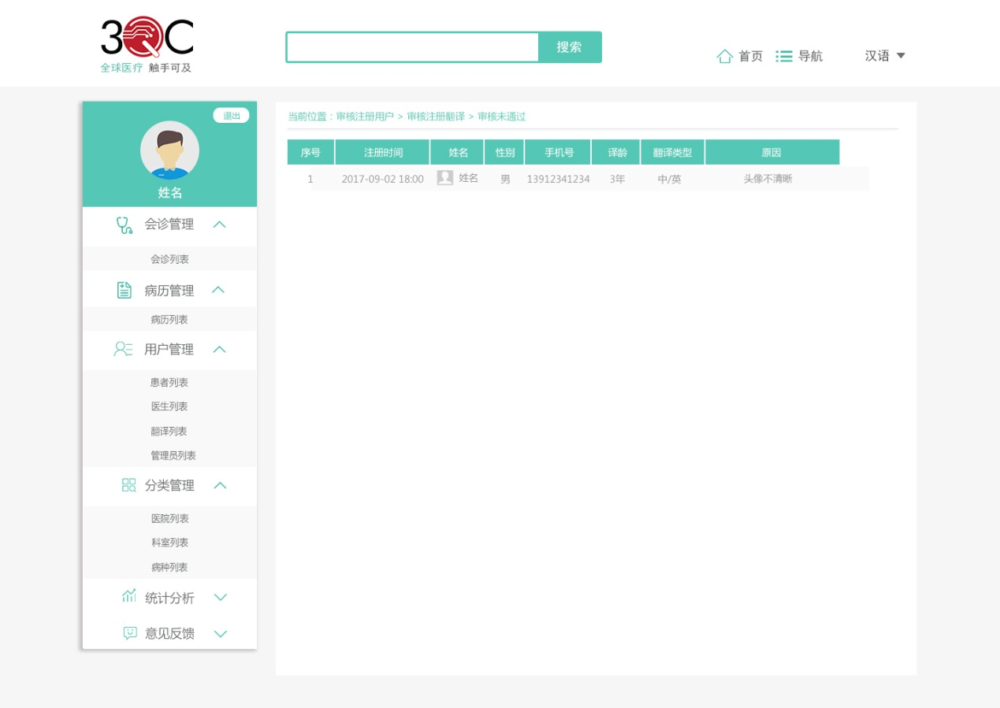 3QC
全球医疗 触手可及
搜索
首页
导航
汉语
退出
姓名
会诊管理
会诊列表
病历管理
病历列表
用户管理
患者列表
医生列表
翻译列表
管理员列表
分类管理
医院列表
科室列表
病种列表
统计分析
意见反馈
当前位置：审核注册用户 > 审核注册翻译 > 审核未通过
序号 注册时间 姓名 性别 手机号 译龄 翻译类型 原因
1 2017-09-02 18:00 姓名 男 13912341234 3年 中/英 头像不清晰